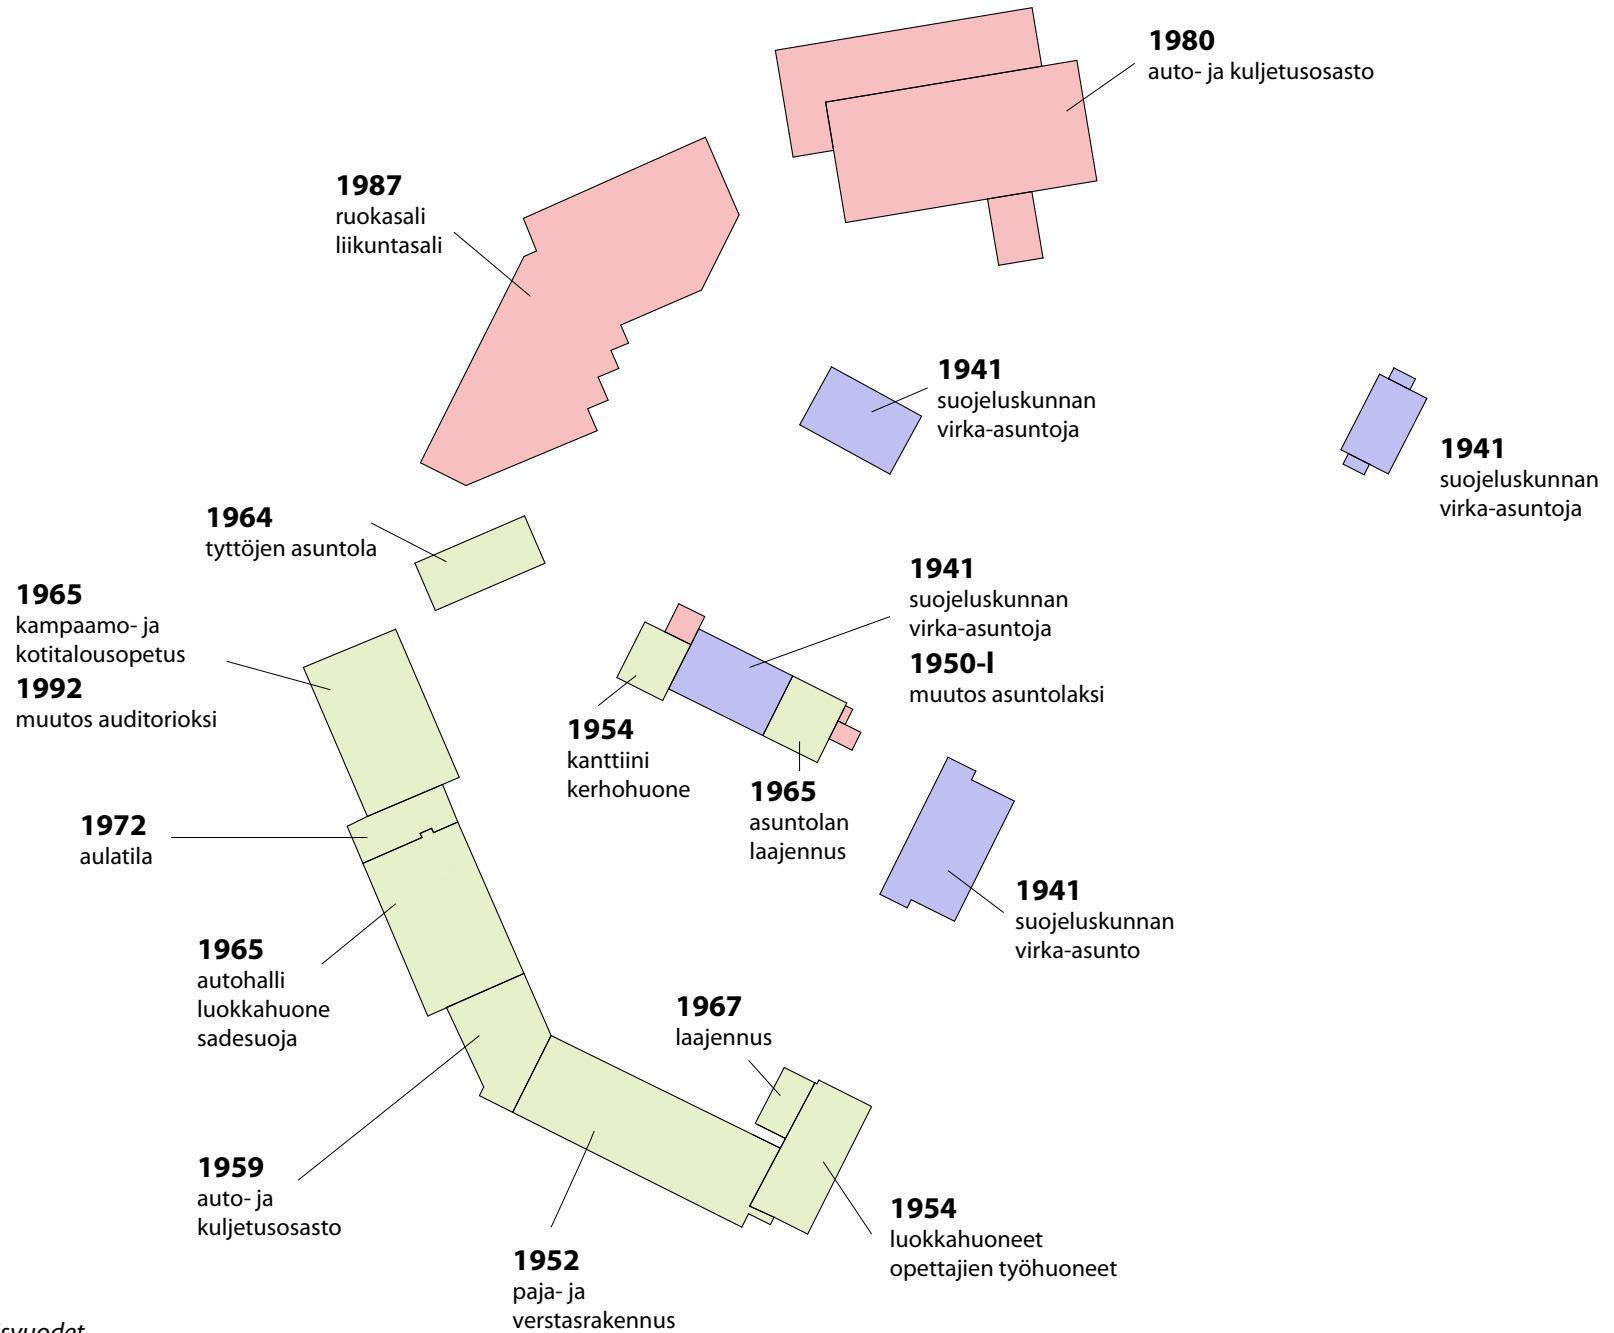 1980
auto- ja kuljetusosasto
1987
ruokasali
liikuntasali
1941
suojeluskunnan
virka-asuntoja
1941
suojeluskunnan
virka-asuntoja
1964
tyttöjen asuntola
1965
kampaamo- ja
kotitalousopetus
1992
muutos auditorioksi
1941
suojeluskunnan
virka-asuntoja
1950-l
muutos asuntolaksi
1954
kanttiini
kerhohuone
1965
asuntolan
laajennus
1972
aulatila
1941
suojeluskunnan
virka-asunto
1965
autohalli
luokkahuone
sadesuoja
1967
laajennus
1959
auto- ja
kuljetusosasto
1954
luokkahuoneet
opettajien työhuoneet
1952
paja- ja
verstasrakennus